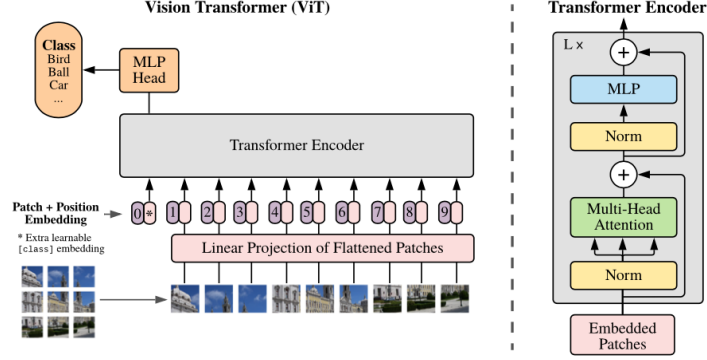 Vision Transformer (ViT)
Class
Bird
Ball
Car
...
MLP
Head
Transformer Encoder
Patch + Position
Embedding
0 * 1 2 3 4 5 6 7 8 9
* Extra learnable
[class] embedding
Linear Projection of Flattened Patches
Transformer Encoder
L ×
+
MLP
Norm
+
Multi-Head
Attention
Norm
Embedded
Patches